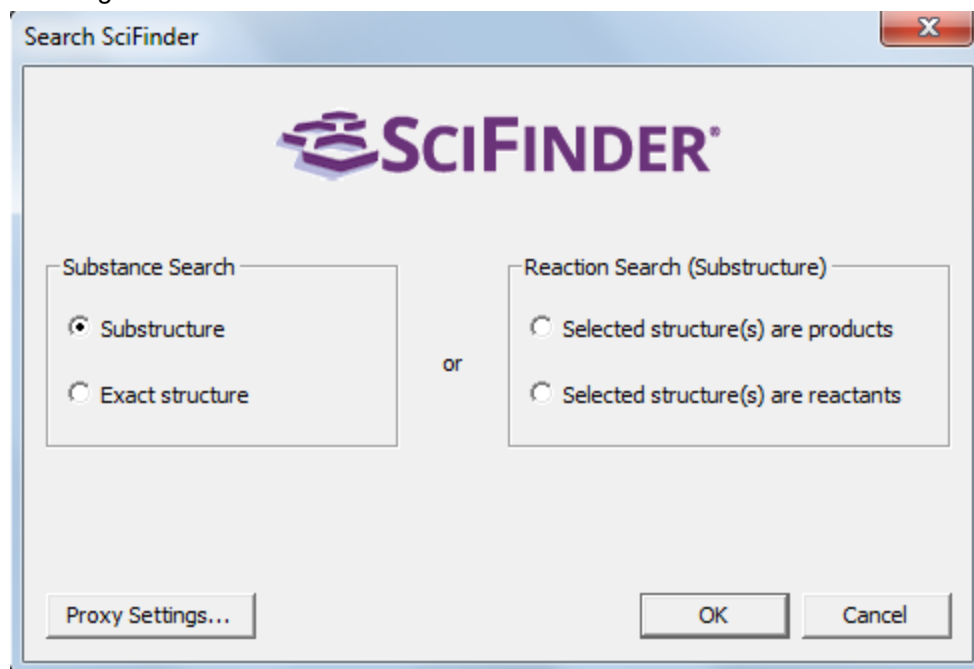 Search SciFinder
SCIFINDER®
Substance Search
Substructure
Exact structure
or
Reaction Search (Substructure)
Selected structure(s) are products
Selected structure(s) are reactants
Proxy Settings...
OK
Cancel